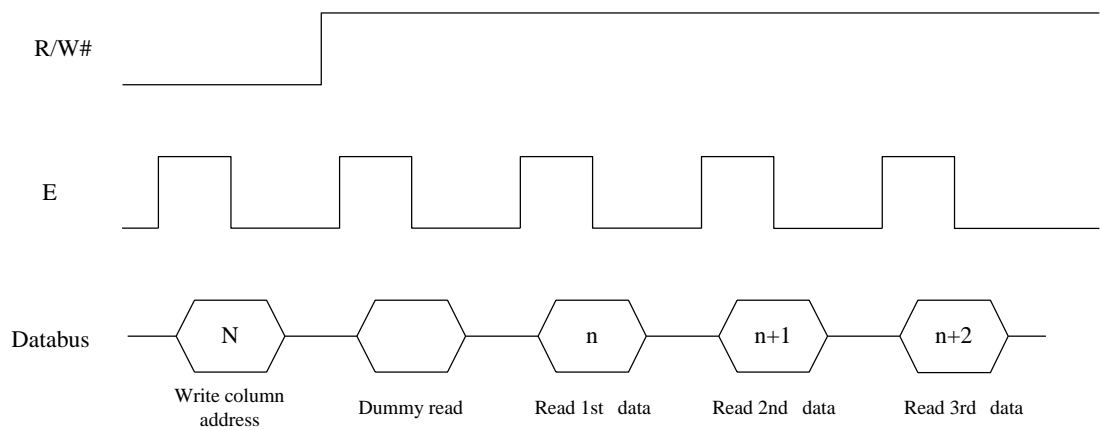 R/W#
E
Databus
N
n
n+1
n+2
Write column
address
Dummy read
Read 1st data
Read 2nd data
Read 3rd data